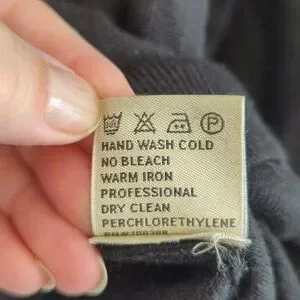 P
HAND WASH COLD
NO BLEACH
WARM IRON
PROFESSIONAL
DRY CLEAN
PERCHLORETHYLENE